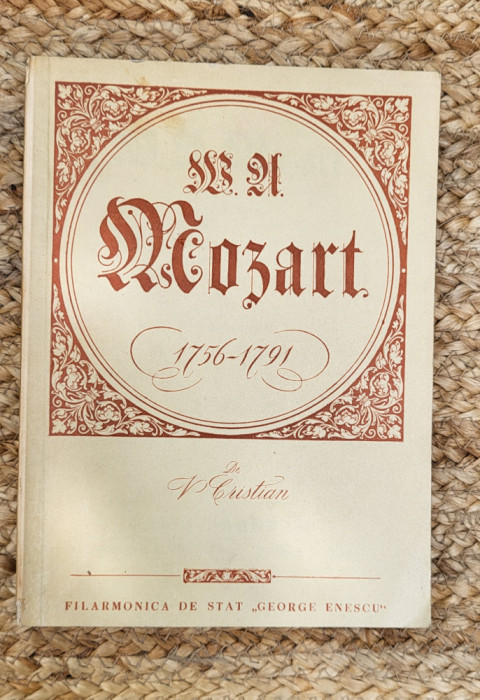 W. A.
Mozart
1756-1791
De
V Cristian
FILARMONICA DE STAT „GEORGE ENESCU“